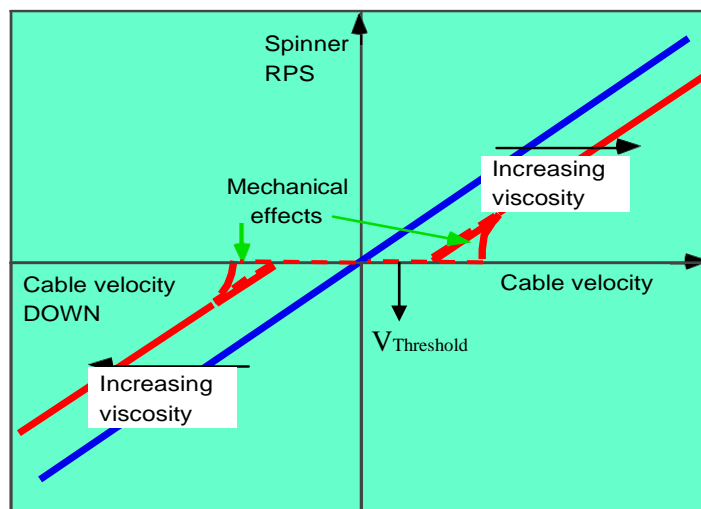 Spinner
RPS
Increasing
viscosity
Mechanical
effects
Cable velocity
DOWN
Cable velocity
VThreshold
Increasing
viscosity